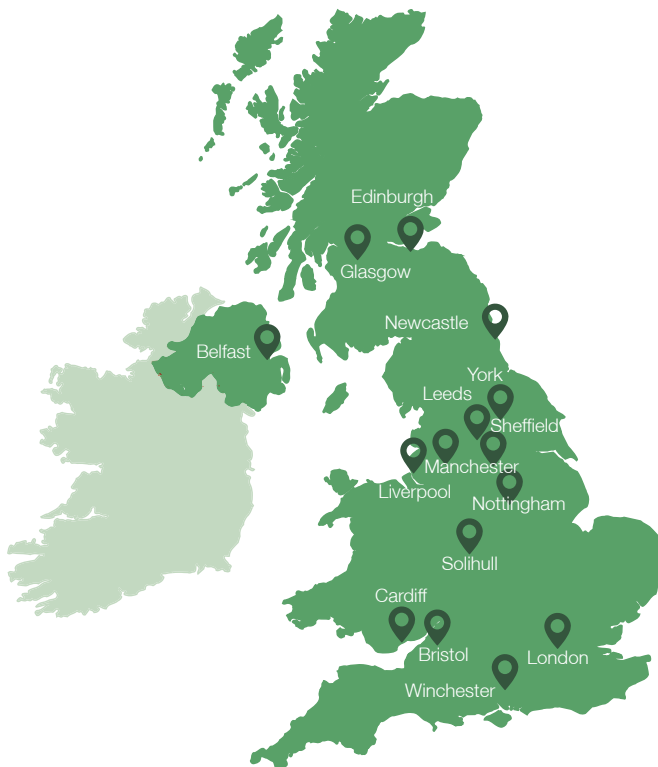 Edinburgh
Glasgow
Newcastle
Belfast
York
Leeds
Sheffield
Manchester
Liverpool
Nottingham
Solihull
Cardiff
Bristol
London
Winchester